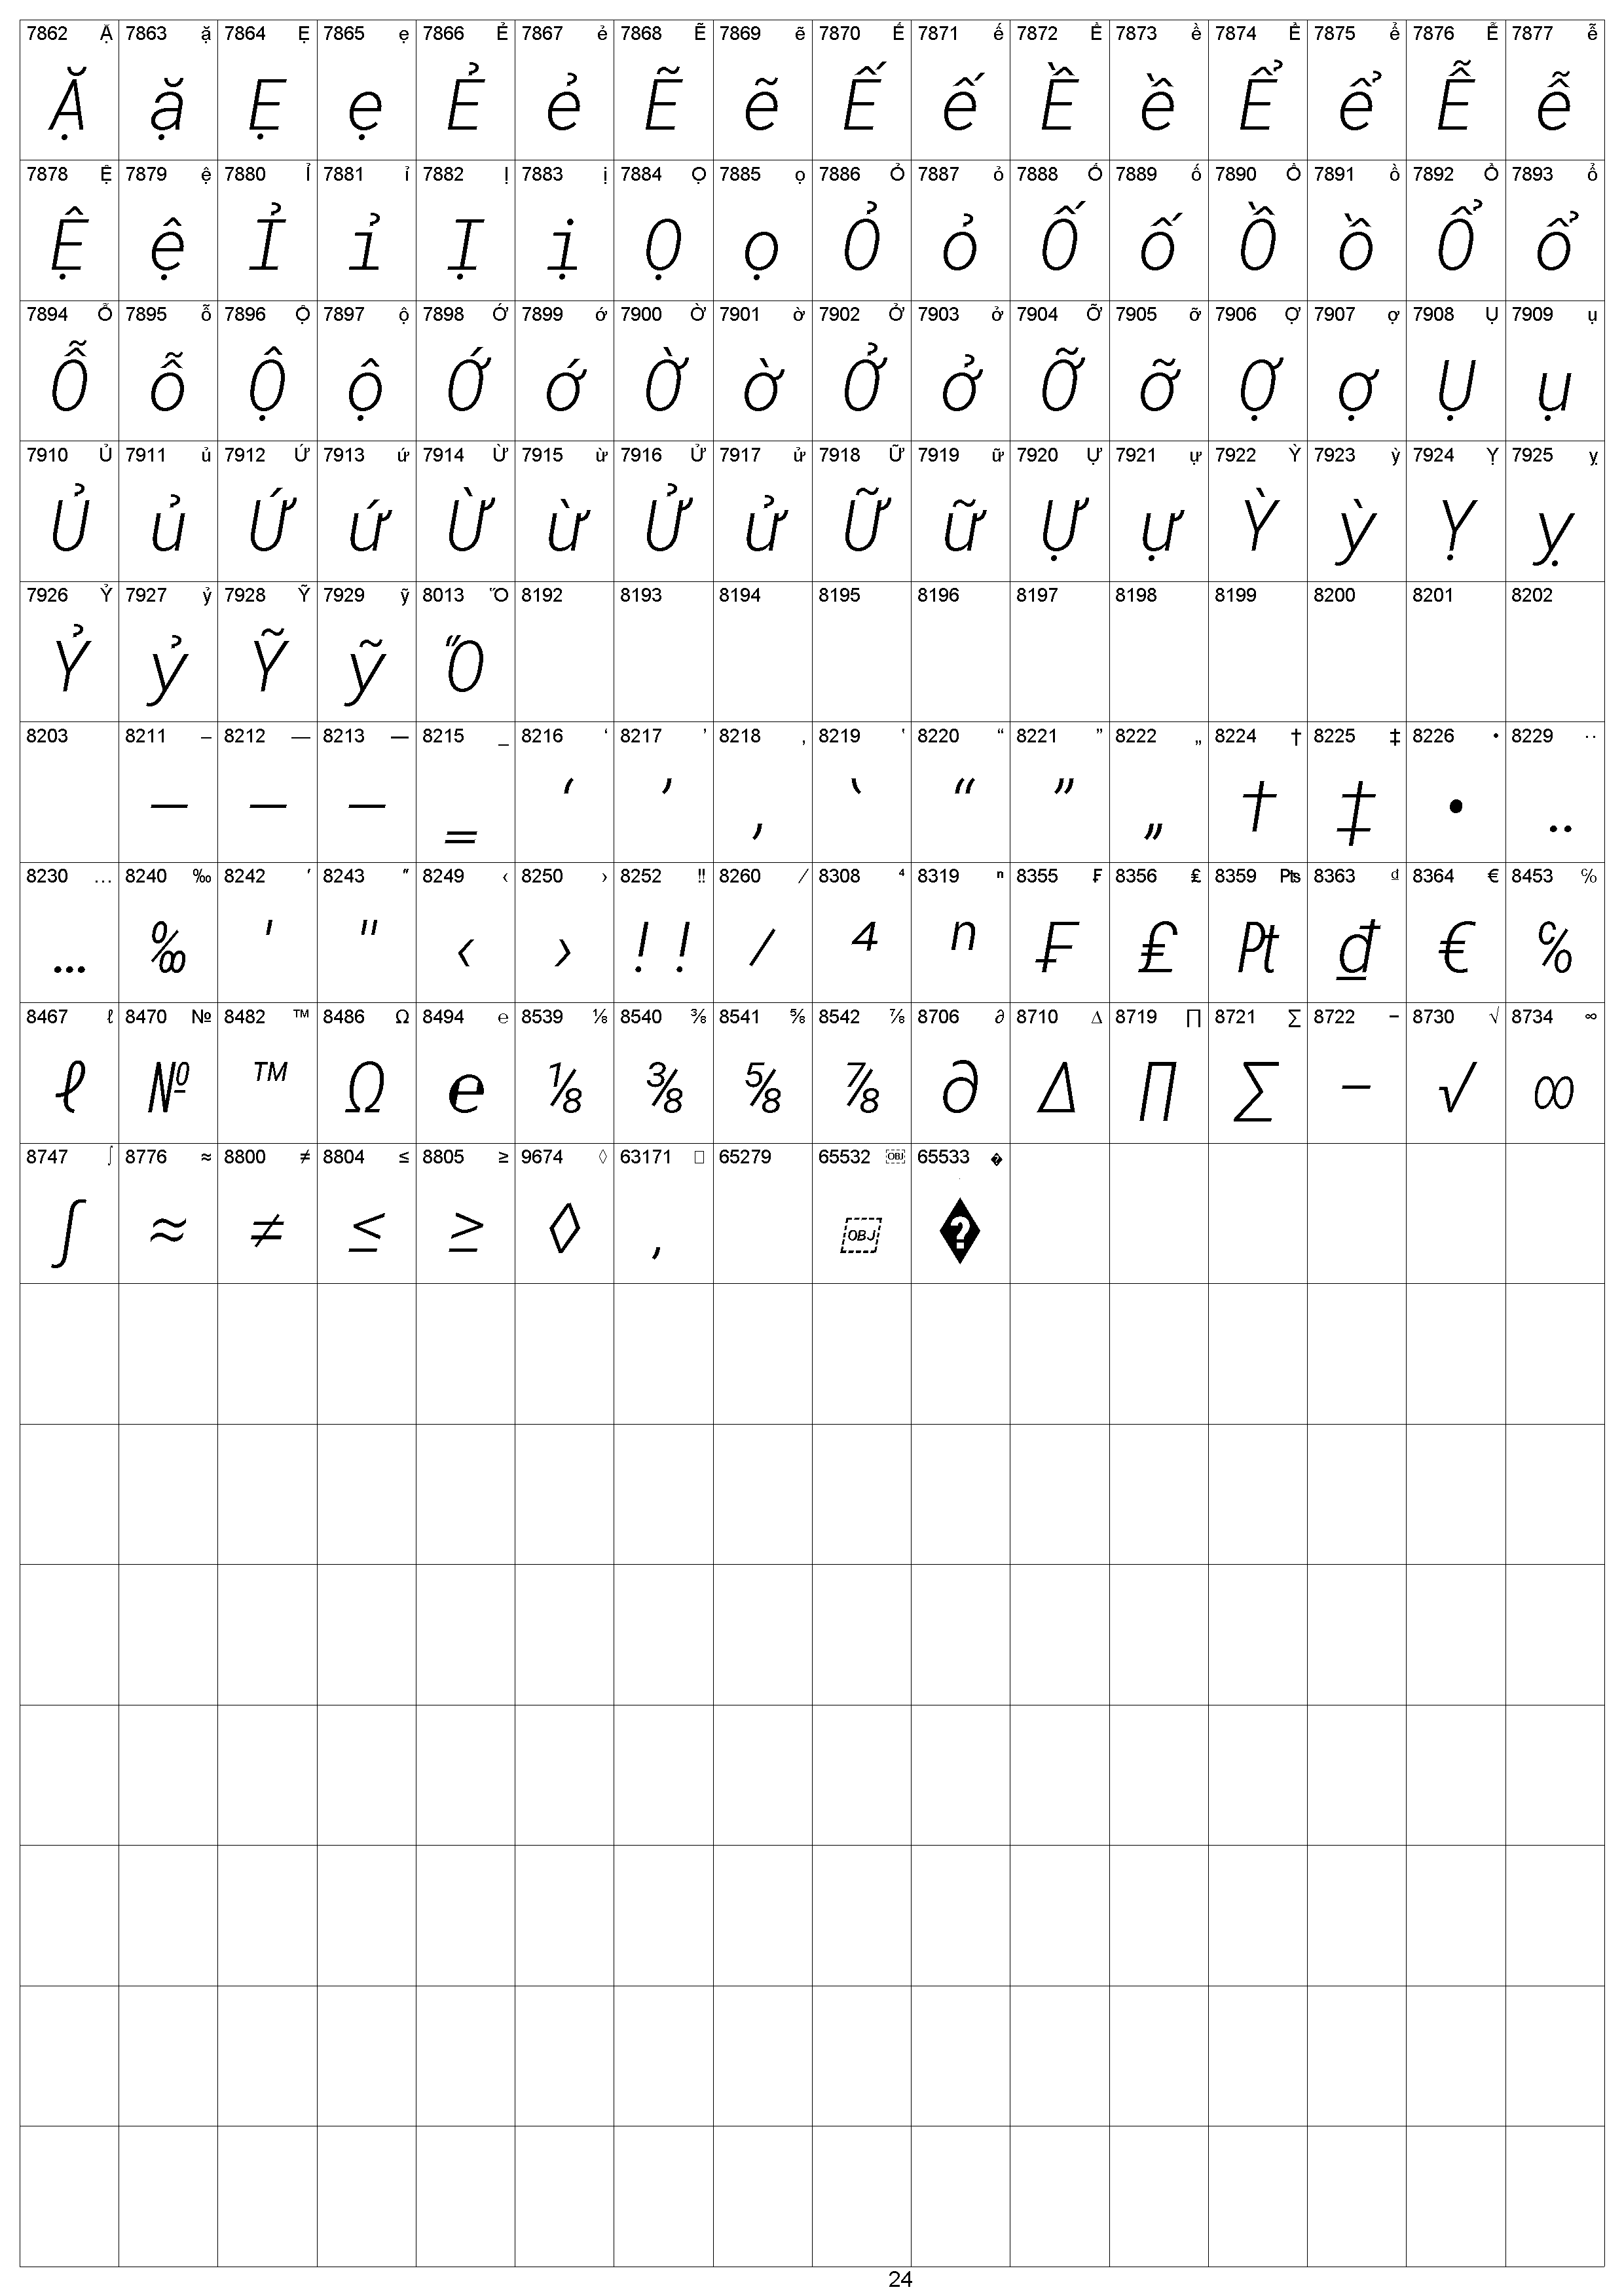 7862 Ặ 7863 ặ 7864 Ẹ 7865 ẹ 7866 Ẻ 7867 ẻ 7868 Ẽ 7869 ẽ 7870 Ế 7871 ế 7872 Ề 7873 ề 7874 Ể 7875 ể 7876 Ễ 7877 ễ
Ặ ặ Ẹ ẹ Ẻ ẻ Ẽ ẽ Ế ế Ề ề Ể ể Ễ ễ
7878 Ệ 7879 ệ 7880 Ỉ 7881 ỉ 7882 Ị 7883 ị 7884 Ọ 7885 ọ 7886 Ỏ 7887 ỏ 7888 Ố 7889 ố 7890 Ồ 7891 ồ 7892 Ổ 7893 ổ
Ệ ệ Ỉ ỉ Ị ị Ọ ọ Ỏ ỏ Ố ố Ồ ồ Ổ ổ
7894 Ỗ 7895 ỗ 7896 Ộ 7897 ộ 7898 Ớ 7899 ớ 7900 Ờ 7901 ờ 7902 Ở 7903 ở 7904 Ỡ 7905 ỡ 7906 Ợ 7907 ợ 7908 Ụ 7909 ụ
Ỗ ỗ Ộ ộ Ớ ớ Ờ ờ Ở ở Ỡ ỡ Ợ ợ Ụ ụ
7910 Ủ 7911 ủ 7912 Ứ 7913 ứ 7914 Ừ 7915 ừ 7916 Ử 7917 ử 7918 Ữ 7919 ữ 7920 Ự 7921 ự 7922 Ỳ 7923 ỳ 7924 Ỵ 7925 ỵ
Ủ ủ Ứ ứ Ừ ừ Ử ử Ữ ữ Ự ự Ỳ ỳ Ỵ ỵ
7926 Ỷ 7927 ỷ 7928 Ỹ 7929 ỹ 8013 Ὅ 8192 8193 8194 8195 8196 8197 8198 8199 8200 8201 8202
Ỷ ỷ Ỹ ỹ Ὅ
8203 8211 – 8212 — 8213 ― 8215 ‗ 8216 ‘ 8217 ’ 8218 ‚ 8219 ‛ 8220 “ 8221 ” 8222 „ 8224 † 8225 ‡ 8226 • 8229 ‥
– — ― ‗ ‘ ’ ‚ ‛ “ ” „ † ‡ • ‥
8230 … 8240 ‰ 8242 ′ 8243 ″ 8249 ‹ 8250 › 8252 ‼ 8260 ⁄ 8308 ⁴ 8319 ⁿ 8355 ₣ 8356 ₤ 8359 ₧ 8363 ₫ 8364 € 8453 ℅
… ‰ ′ ″ ‹ › ‼ ⁄ ⁴ ⁿ ₣ ₤ Pt ₫ € ℅
8467 ℓ 8470 № 8482 ™ 8486 Ω 8494 ℮ 8539 ⅛ 8540 ⅜ 8541 ⅝ 8542 ⅞ 8706 ∂ 8710 ∆ 8719 ∏ 8721 ∑ 8722 − 8730 √ 8734 ∞
ℓ № ™ Ω ℮ ⅛ ⅜ ⅝ ⅞ ∂ ∆ ∏ ∑ − √ ∞
8747 ∫ 8776 ≈ 8800 ≠ 8804 ≤ 8805 ≥ 9674 ◊ 63171 □ 65279 65532 OBJ 65533 �
∫ ≈ ≠ ≤ ≥ ◊ , OBJ �
24